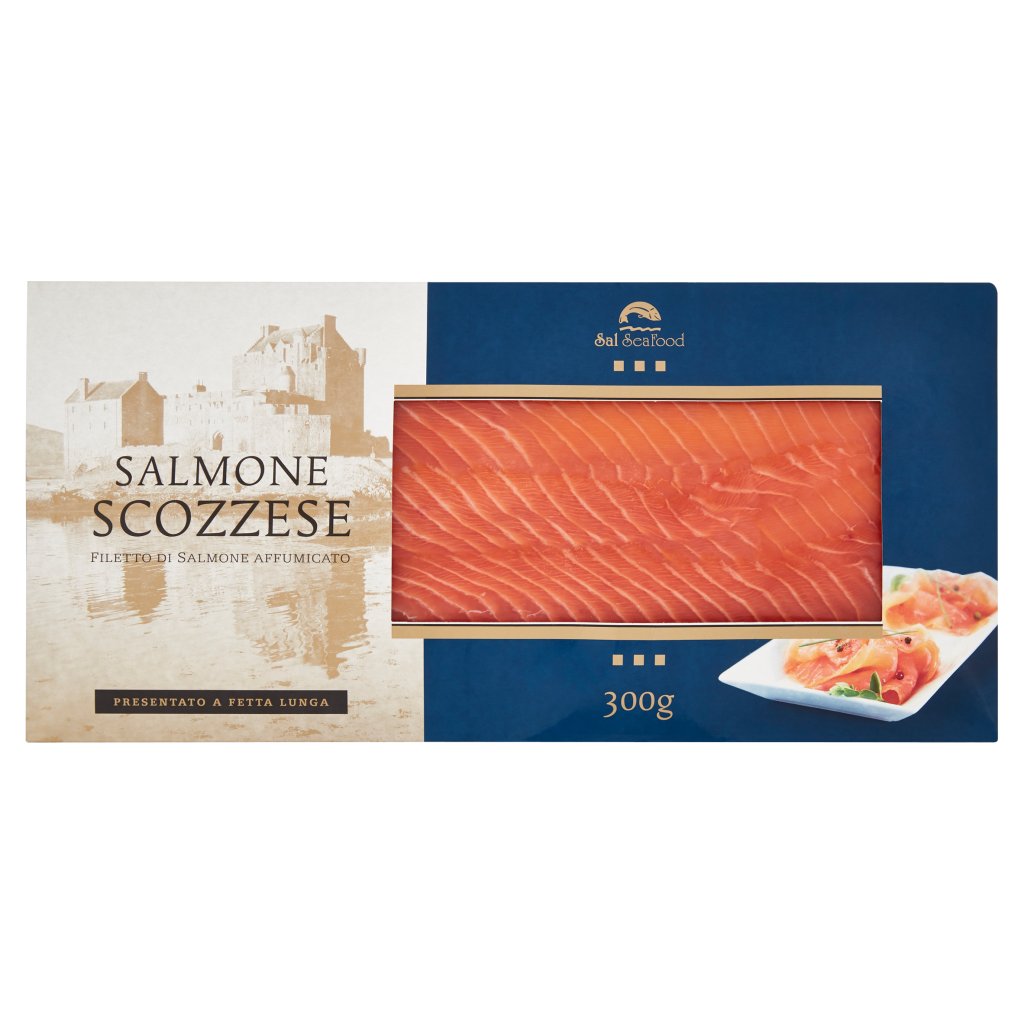 SALMONE
SCOZZESE
FILETTO DI SALMONE AFFUMICATO
PRESENTATO A FETTA LUNGA
Sal SeaFood
300g